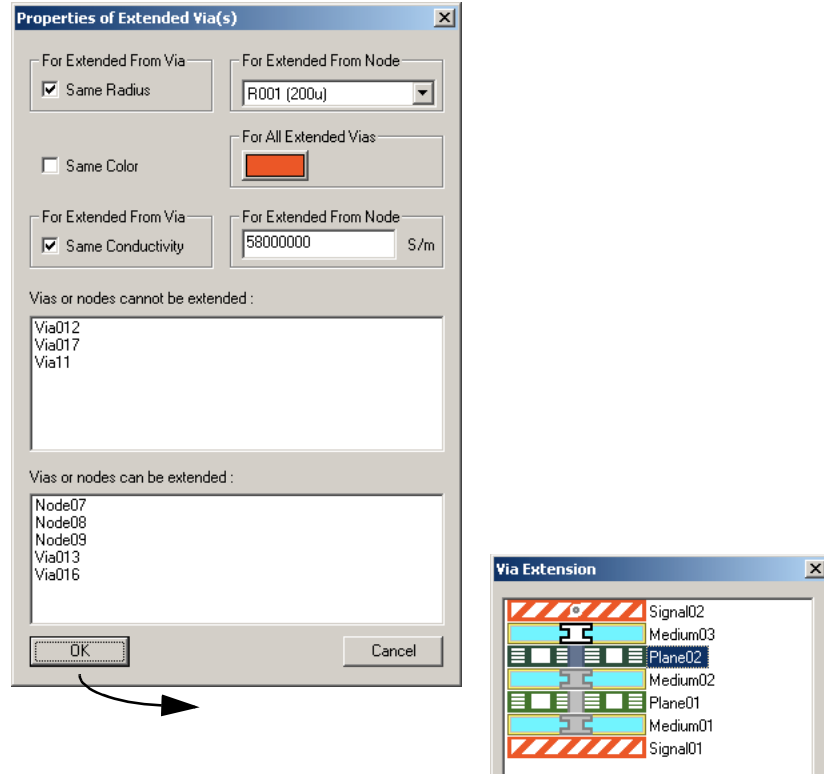 Properties of Extended Via(s)
For Extended From Via
Same Radius
For Extended From Node
R001 (200u)
Same Color
For All Extended Vias
For Extended From Via
Same Conductivity
For Extended From Node
58000000 S/m
Vias or nodes cannot be extended :
Via012
Via017
Via11
Vias or nodes can be extended :
Node07
Node08
Node09
Via013
Via016
OK
Cancel
Via Extension
Signal02
Medium03
Plane02
Medium02
Plane01
Medium01
Signal01